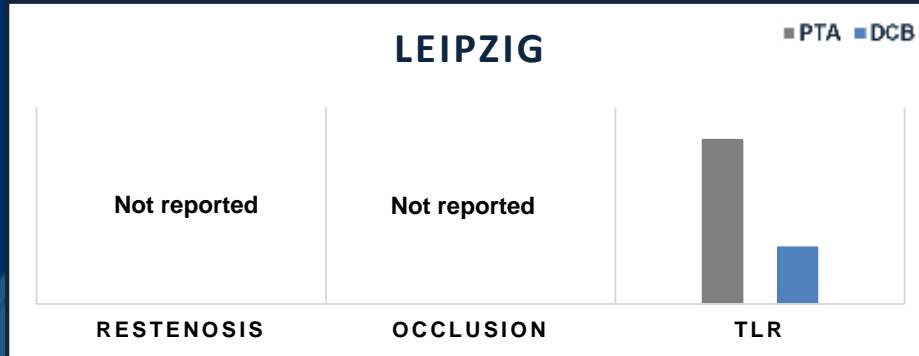 LEIPZIG
PTA DCB
Not reported
Not reported
RESTENOSIS OCCLUSION TLR